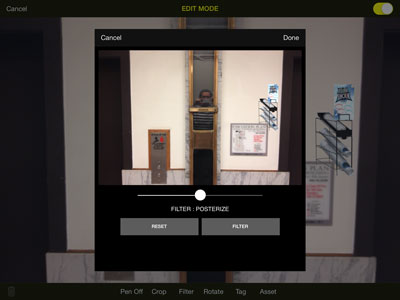 Cancel
EDIT MODE
Cancel
Done
FILTER : POSTERIZE
RESET
FILTER
Pen Off
Crop
Filter
Rotate
Tag
Asset